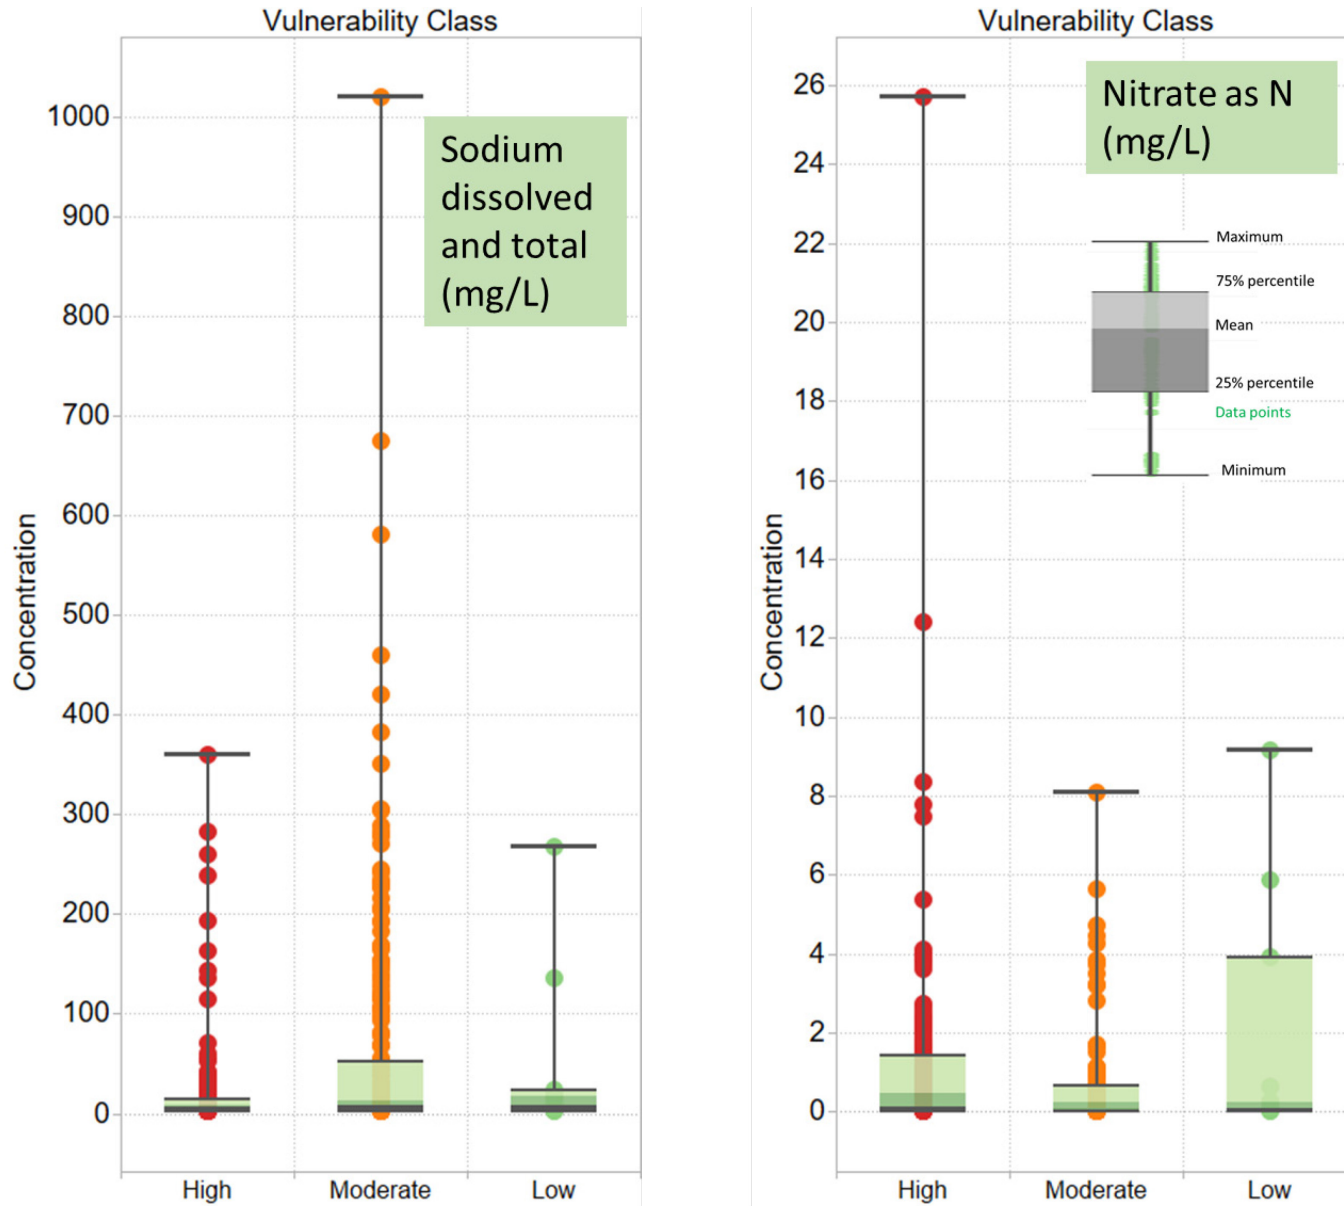 Vulnerability Class
Sodium
dissolved
and total
(mg/L)
Concentration
1000
900
800
700
600
500
400
300
200
100
0
High
Moderate
Low
Vulnerability Class
Nitrate as N
(mg/L)
Maximum
75% percentile
Mean
25% percentile
Data points
Minimum
Concentration
26
24
22
20
18
16
14
12
10
8
6
4
2
0
High
Moderate
Low